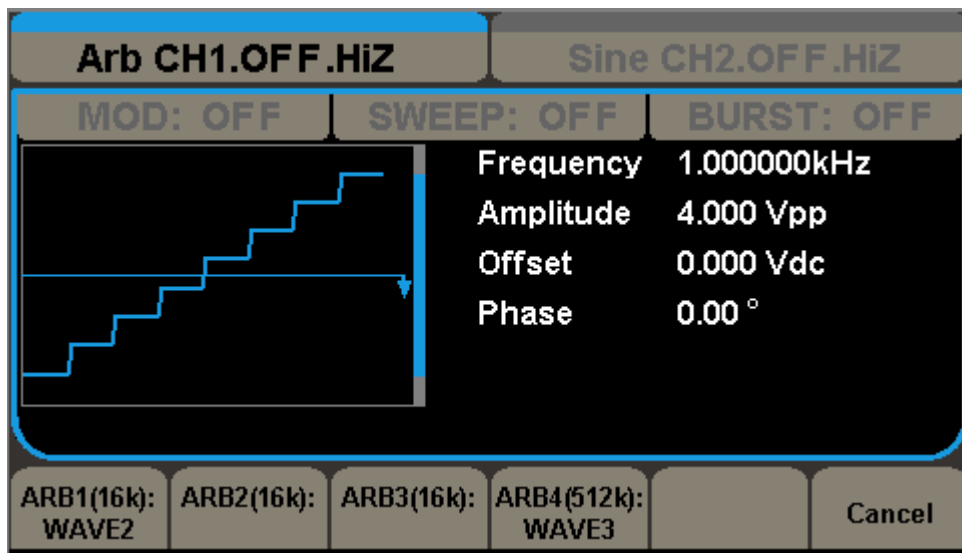 Arb CH1.OFF.HiZ
Sine CH2.OFF.HiZ
MOD: OFF
SWEEP: OFF
BURST: OFF
Frequency 1.000000kHz
Amplitude 4.000 Vpp
Offset 0.000 Vdc
Phase 0.00 °
ARB1(16k):
WAVE2
ARB2(16k):
ARB3(16k):
ARB4(512k):
WAVE3
Cancel